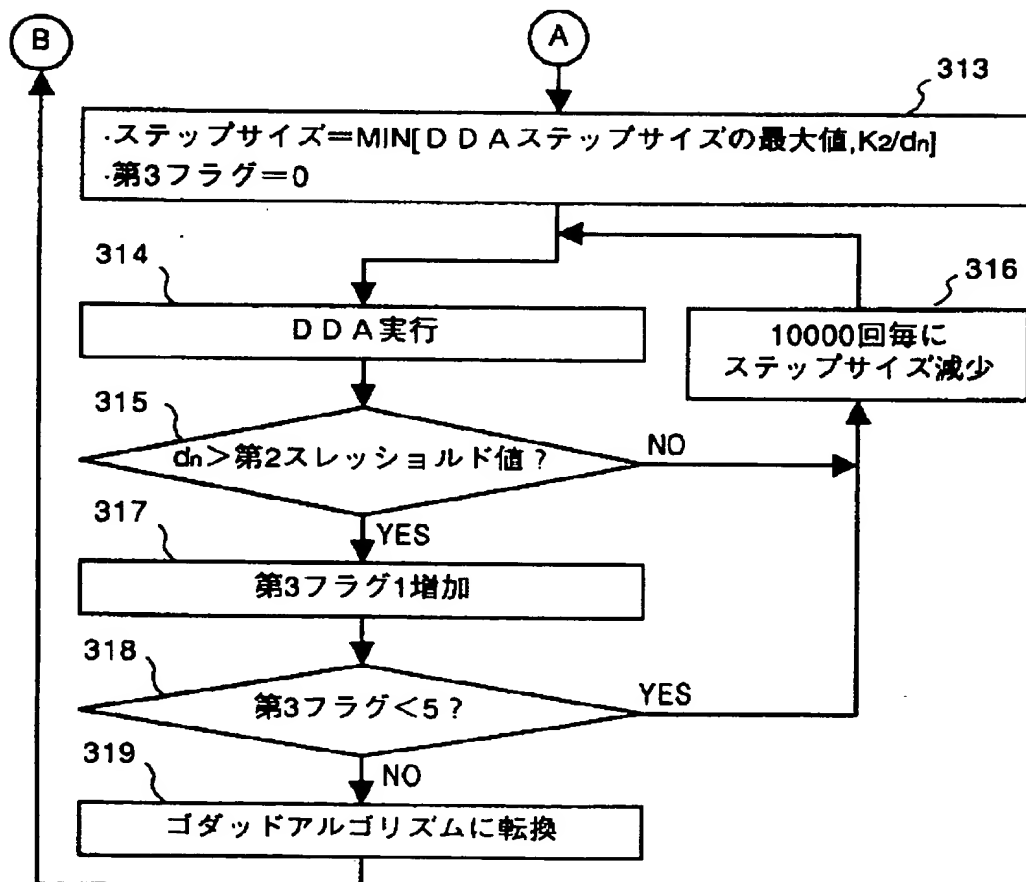 B
A
313
·ステップサイズ=MIN[DDAステップサイズの最大値,K2/dn]
·第3フラグ=0
314
DDA実行
316
10000回毎に
ステップサイズ減少
315
dn>第2スレッショルド値?
NO
317
YES
第3フラグ1増加
318
第3フラグ<5?
YES
319
NO
ゴダッドアルゴリズムに転換